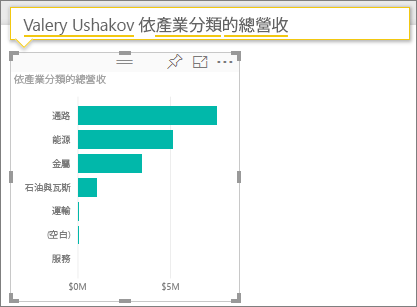 Valery Ushakov 依產業分類的總營收
依產業分類的總營收
通路
能源
金屬
石油與瓦斯
運輸
(空白)
服務
$0M $5M